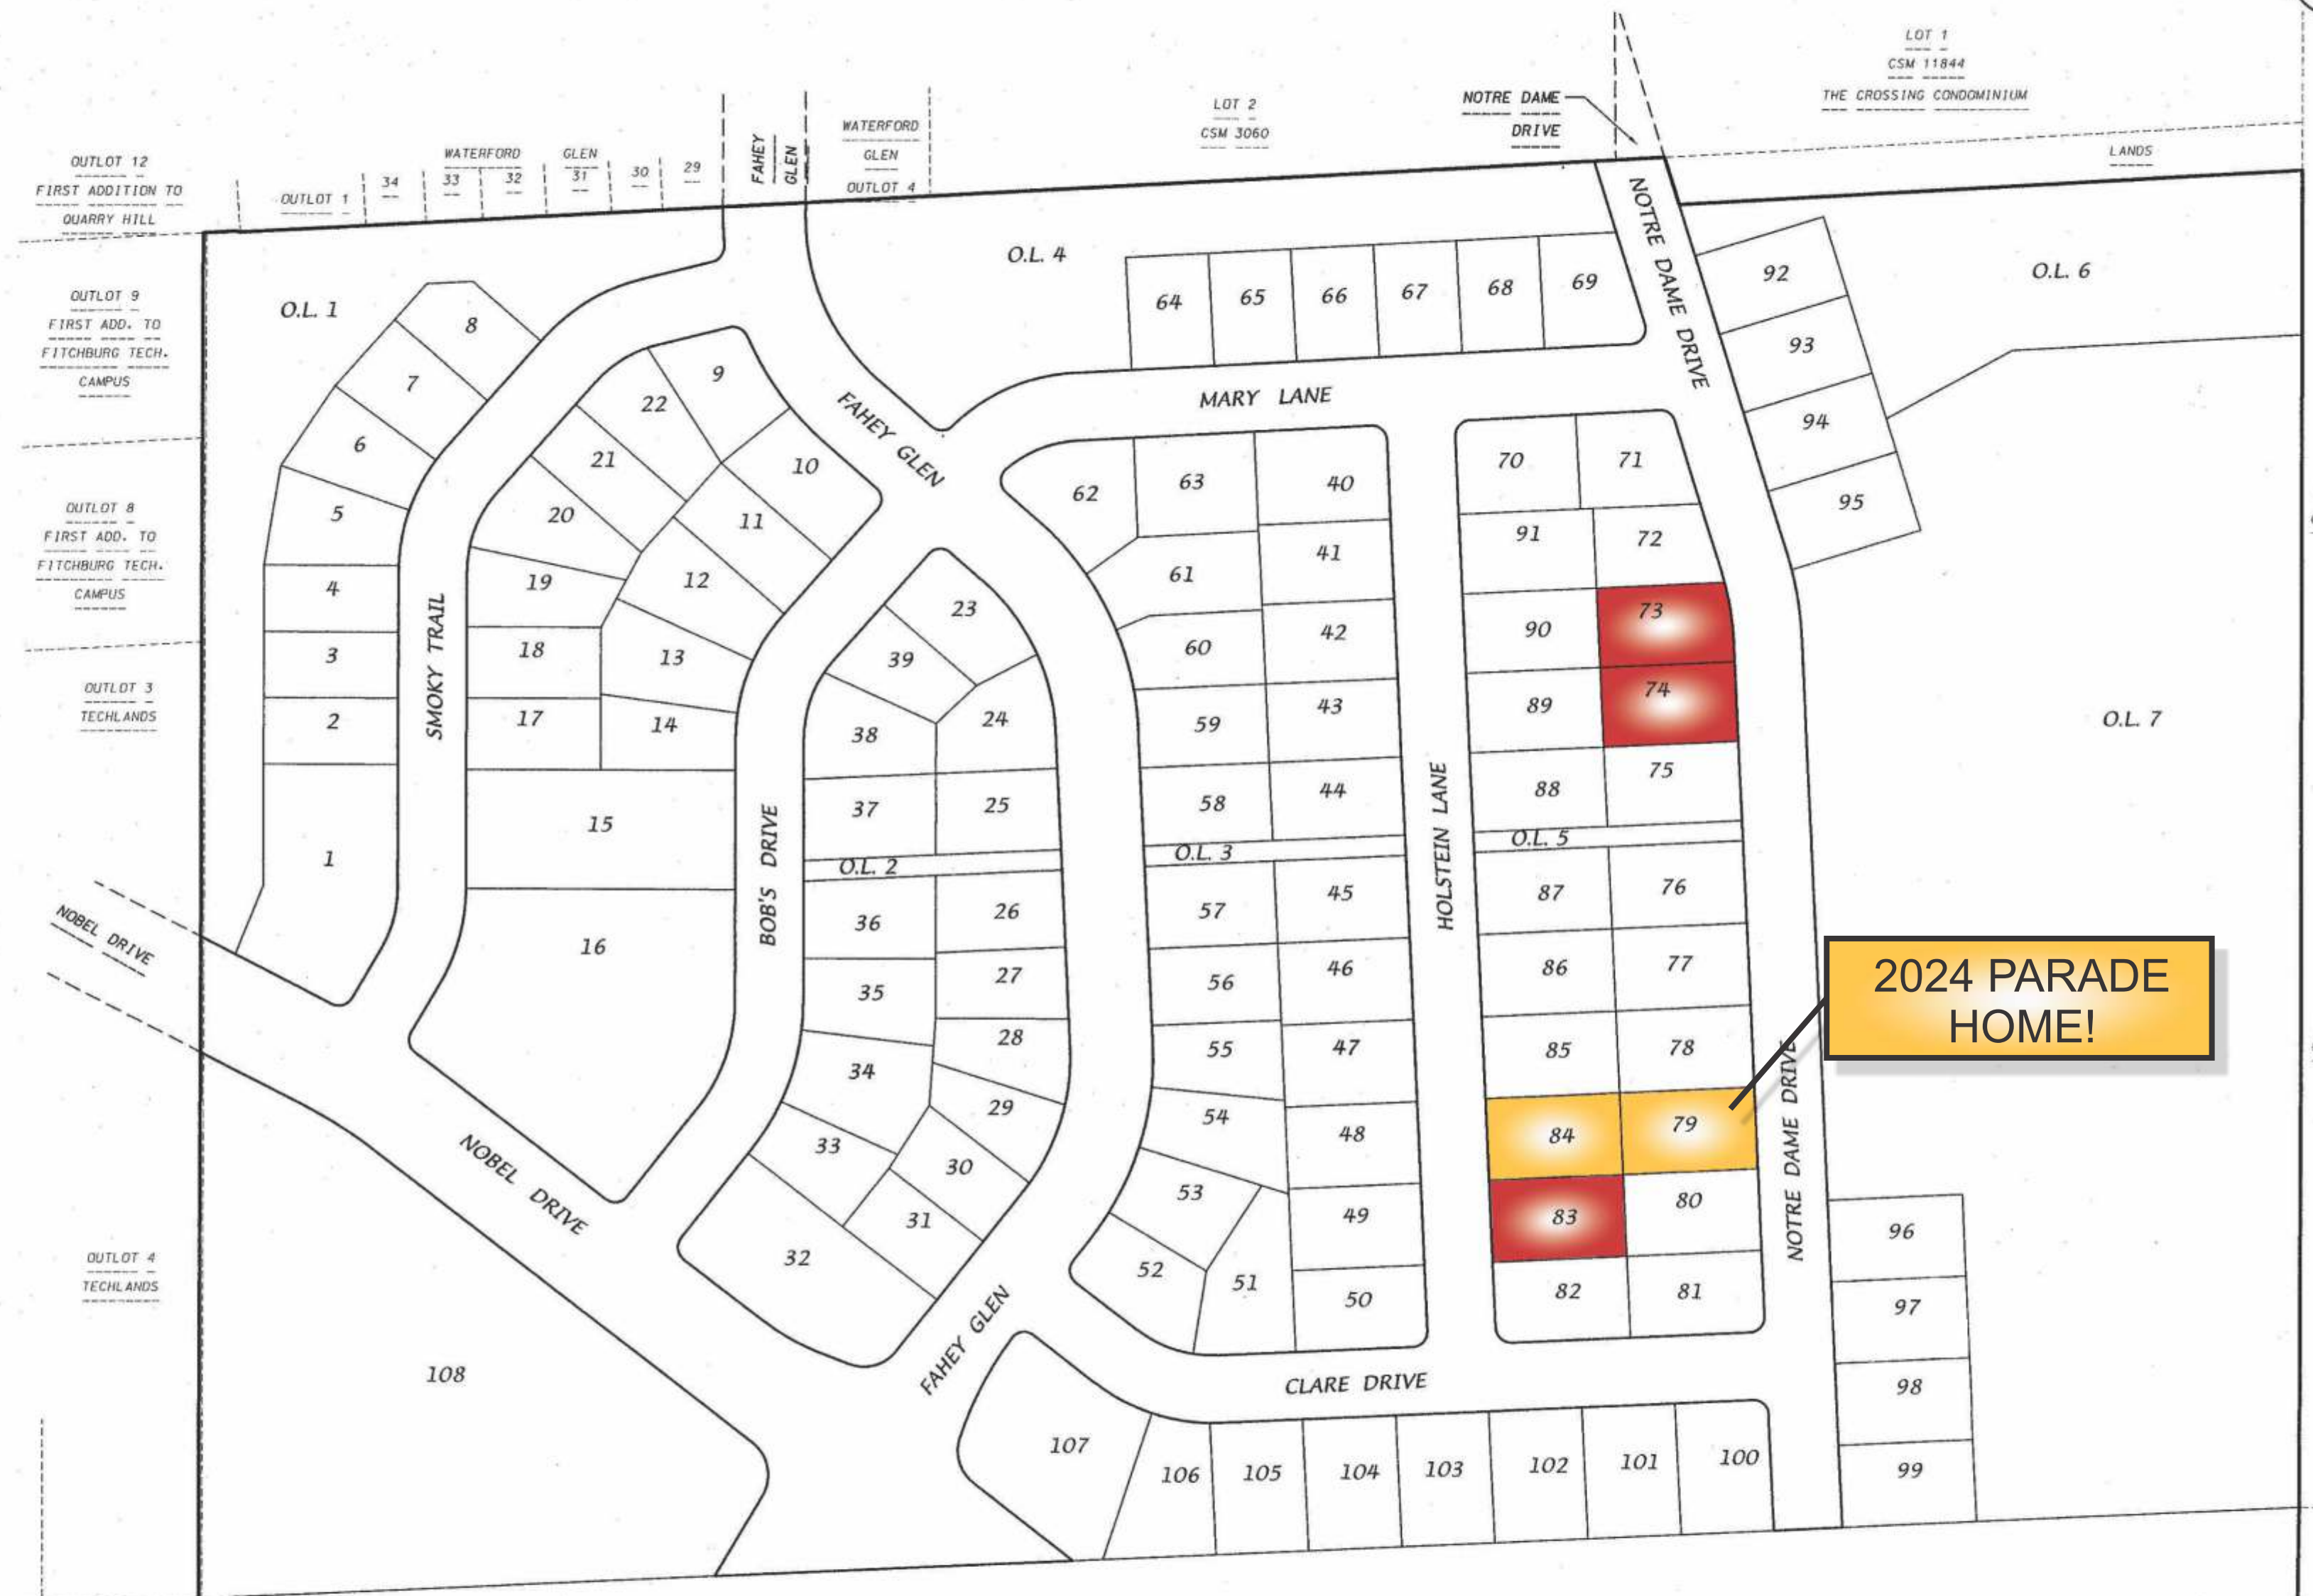 LOT 1
CSM 11844
THE CROSSING CONDOMINIUM
LANDS
LOT 2
CSM 3060
NOTRE DAME
DRIVE
WATERFORD
GLEN
OUTLOT 4
FAHEY
GLEN
WATERFORD GLEN
34 33 32 31 30 29
OUTLOT 1
OUTLOT 12
FIRST ADDITION TO
QUARRY HILL
OUTLOT 9
FIRST ADD. TO
FITCHBURG TECH.
CAMPUS
OUTLOT 8
FIRST ADD. TO
FITCHBURG TECH.
CAMPUS
OUTLOT 3
TECHLANDS
NOBEL DRIVE
OUTLOT 4
TECHLANDS
O.L. 1
8
7
6
5
4
3
2
1
SMOKY TRAIL
9
22
21
20
19
18
17
10
11
12
13
14
15
16
NOBEL DRIVE
108
BOB'S DRIVE
FAHEY GLEN
23
39
38
24
37
25
O.L. 2
36
26
35
27
28
34
29
33
30
31
32
FAHEY GLEN
O.L. 4
64
65
66
67
68
69
MARY LANE
NOTRE DAME DRIVE
62
63
40
61
41
60
42
59
43
58
44
O.L. 3
57
45
56
46
55
47
54
48
53
49
52
51
50
HOLSTEIN LANE
70
71
91
72
90
73
89
74
88
75
O.L. 5
87
76
86
77
85
78
84
79
83
80
82
81
2024 PARADE
HOME!
NOTRE DAME DRIVE
92
93
94
95
O.L. 6
O.L. 7
96
97
98
99
CLARE DRIVE
107
106
105
104
103
102
101
100